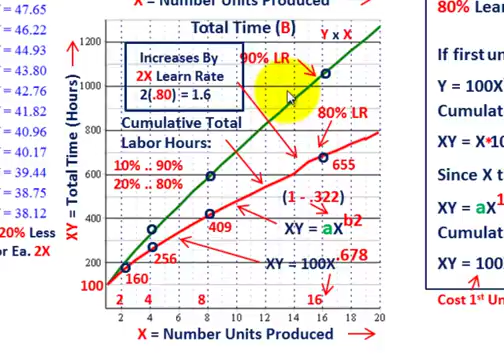 X = Number Units Produced
= 47.65
= 46.22
= 44.93
= 43.80
= 42.76
= 41.82
= 40.96
= 40.17
= 39.44
= 38.75
= 38.12
20% Less
or Ea. 2X
XY = Total Time (Hours)
1200
1000
800
600
400
200
100
Total Time (B)
Y x X
Increases By
2X Learn Rate
2(.80) = 1.6
90% LR
80% LR
Cumulative Total
Labor Hours:
10% .. 90%
20% .. 80%
655
(1 - .322)
XY = aX^b2
409
256
XY = 100X^.678
160
2 4 8 16
2 4 6 8 10 12 14 16 18 20
X = Number Units Produced
80% Lear
If first un
Y = 100X
Cumulat
XY = X*10
Since X t
XY = aX^1
Cumulat
XY = 100
Cost 1st Un